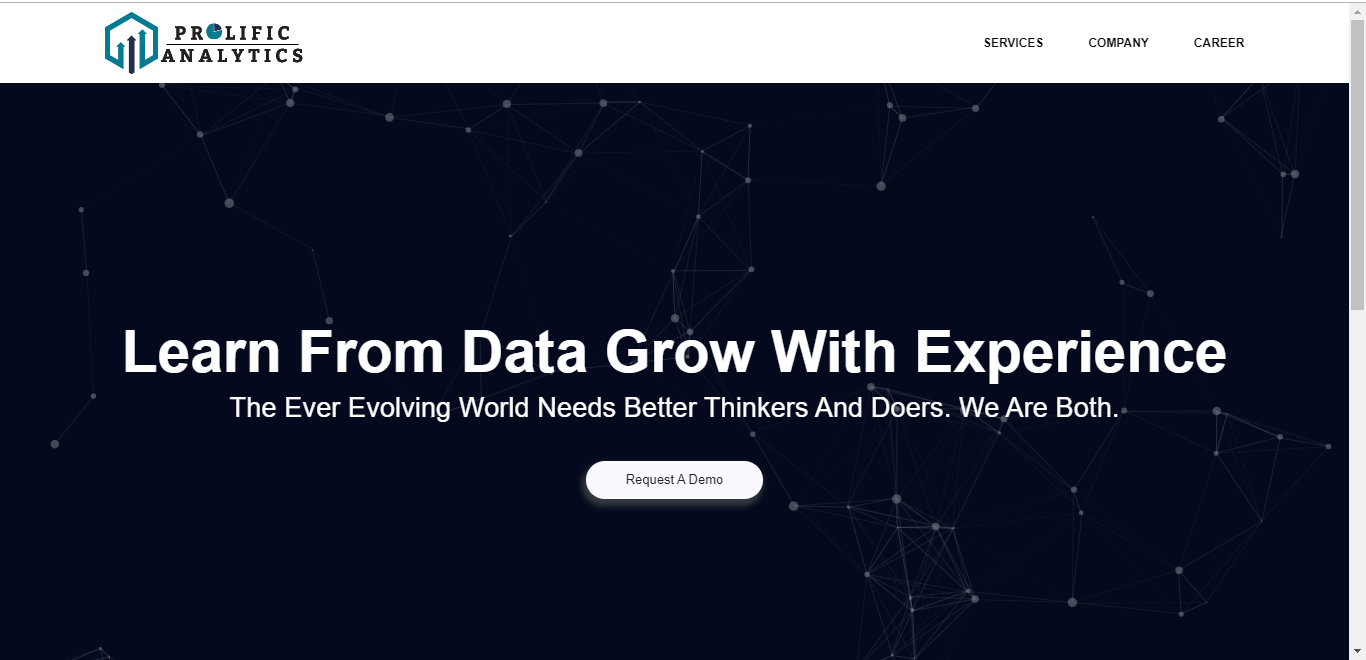 PROLIFIC
ANALYTICS
SERVICES COMPANY CAREER
Learn From Data Grow With Experience
The Ever Evolving World Needs Better Thinkers And Doers. We Are Both.
Request A Demo